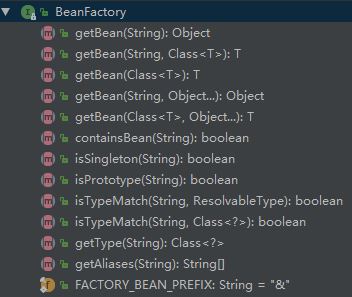 BeanFactory
getBean(String): Object
getBean(String, Class<T>): T
getBean(Class<T>): T
getBean(String, Object...): Object
getBean(Class<T>, Object...): T
containsBean(String): boolean
isSingleton(String): boolean
isPrototype(String): boolean
isTypeMatch(String, ResolvableType): boolean
isTypeMatch(String, Class<?>): boolean
getType(String): Class<?>
getAliases(String): String[]
FACTORY_BEAN_PREFIX: String = "&"